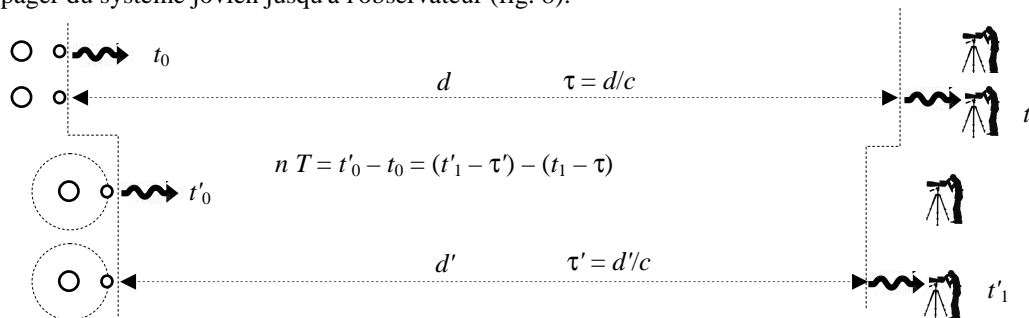 pager du système jovien jusqu'à l'observateur (fig. 8).
t₀
d τ = d/c
t
n T = t'₀ – t₀ = (t'₁ – τ') – (t₁ – τ)
t'₀
d' τ' = d'/c
t'₁